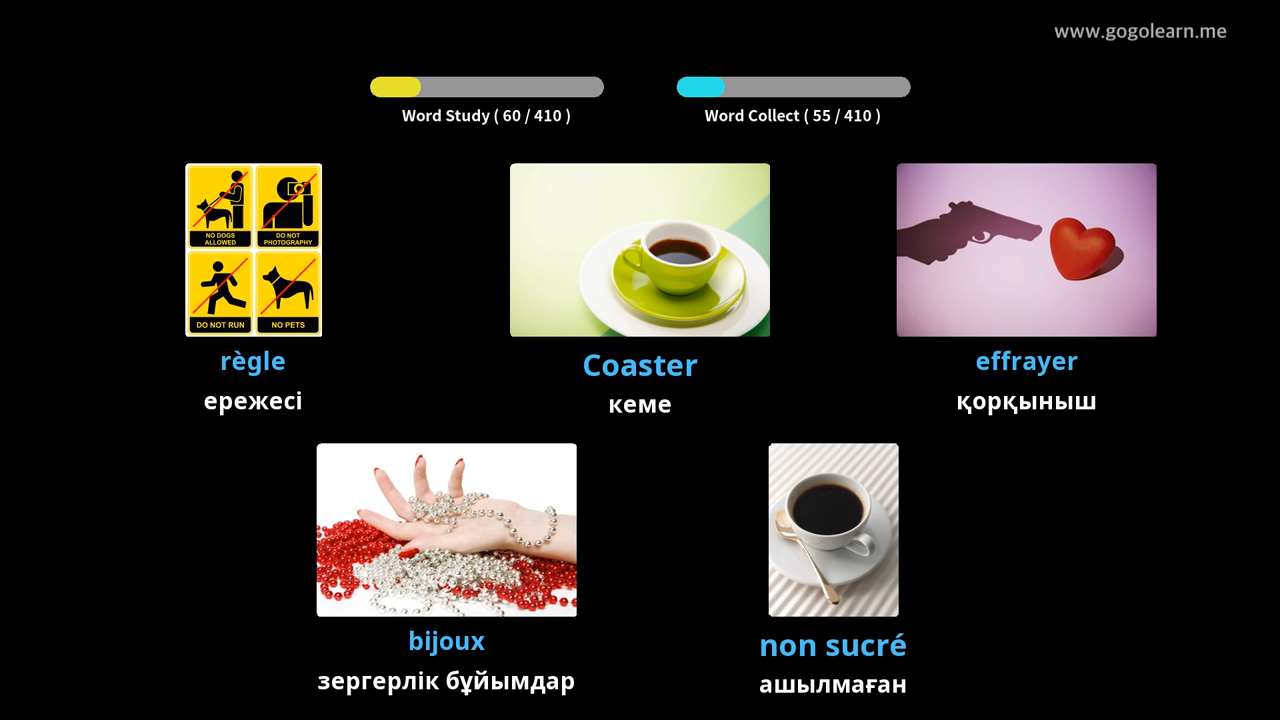 www.gogolearn.me
Word Study ( 60 / 410 )
Word Collect ( 55 / 410 )
NO DOGS
ALLOWED
DO NOT
PHOTOGRAPHY
DO NOT RUN
NO PETS
règle
ережесі
Coaster
кеме
effrayer
қорқыныш
bijoux
зергерлік бұйымдар
non sucré
ашылмаған